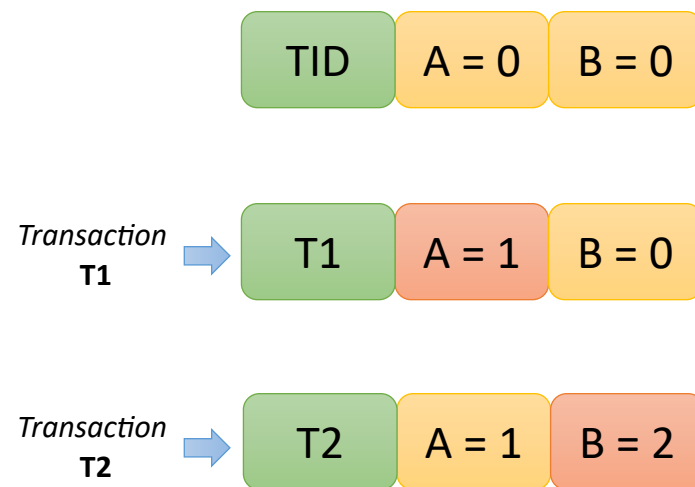 TID A = 0 B = 0
Transaction
T1
T1 A = 1 B = 0
Transaction
T2
T2 A = 1 B = 2